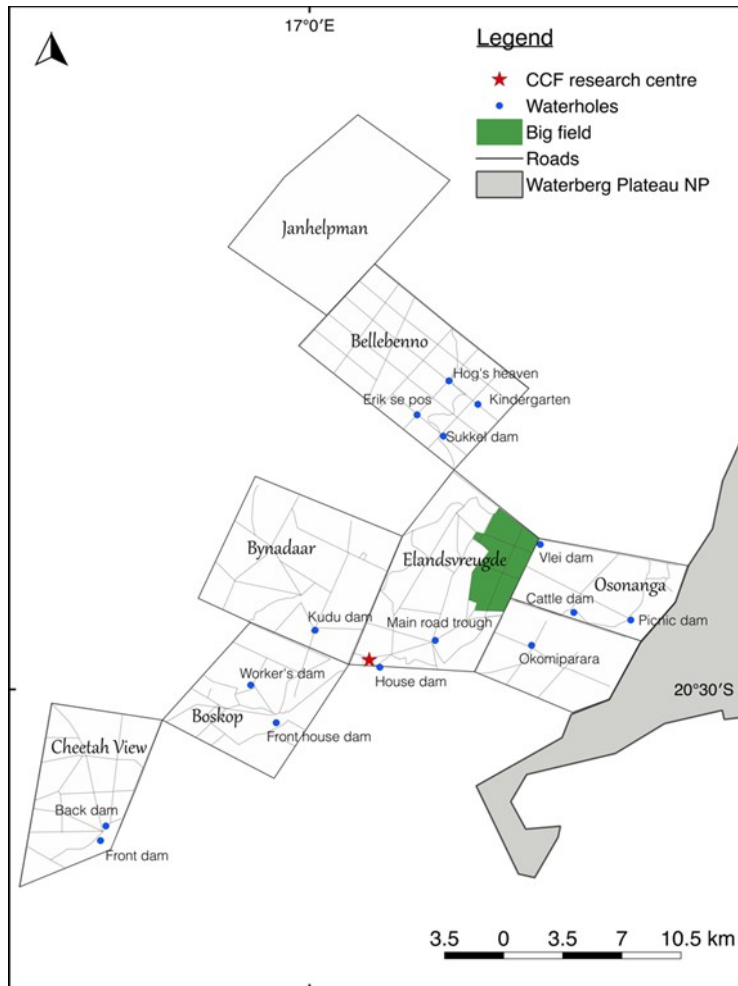 17°0′0″E
Legend
CCF research centre
Waterholes
Big field
Roads
Waterberg Plateau NP
Janhelpman
Bellebenno
Hog's heaven
Erik se pos
Kindergarten
Sukkel dam
Bynadaar
Elandsvreugde
Vlei dam
Osonanga
Cattle dam
Kudu dam
Main road trough
Picnic dam
Okomiparara
Worker's dam
House dam
20°30′S
Boskop
Front house dam
Cheetah View
Back dam
Front dam
3.5 0 3.5 7 10.5 km